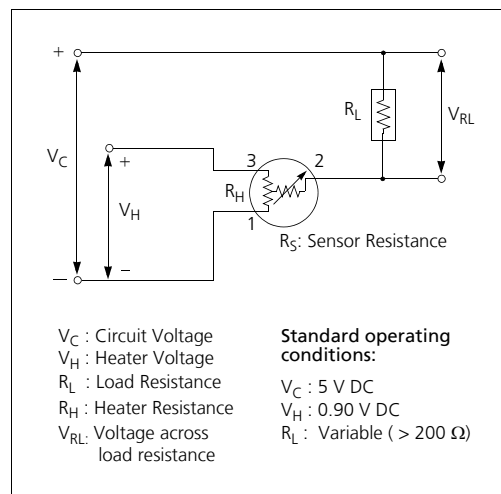 +
R_L
V_RL
V_C
+
3
2
R_H
V_H
1
R_S: Sensor Resistance
–
—
V_C : Circuit Voltage
V_H : Heater Voltage
R_L : Load Resistance
R_H : Heater Resistance
V_RL: Voltage across
load resistance
Standard operating
conditions:
V_C : 5 V DC
V_H : 0.90 V DC
R_L : Variable ( > 200 Ω)